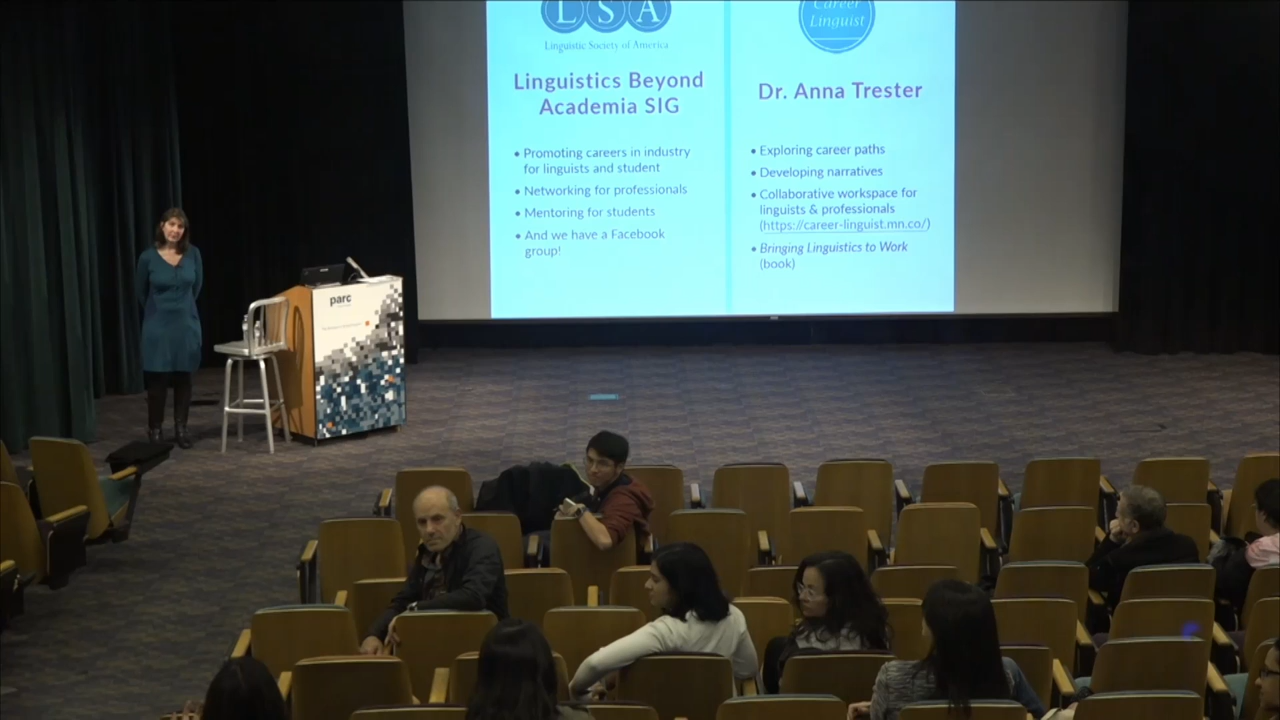 LSA
Linguistic Society of America
Linguistics Beyond
Academia SIG
• Promoting careers in industry
for linguists and student
• Networking for professionals
• Mentoring for students
• And we have a Facebook
group!
Career
Linguist
Dr. Anna Trester
• Exploring career paths
• Developing narratives
• Collaborative workspace for
linguists & professionals
(https://career-linguist.mn.co/)
• Bringing Linguistics to Work
(book)
parc